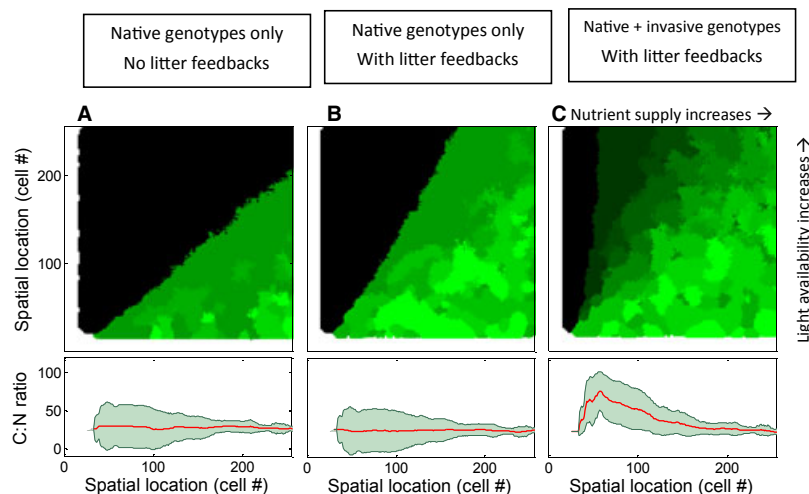 Native genotypes only
No litter feedbacks
Native genotypes only
With litter feedbacks
Native + invasive genotypes
With litter feedbacks
A
B
C Nutrient supply increases →
Spatial location (cell #)
200
100
Light availability increases →
C:N ratio
100
50
0
0 100 200
0 100 200
0 100 200
Spatial location (cell #)
Spatial location (cell #)
Spatial location (cell #)